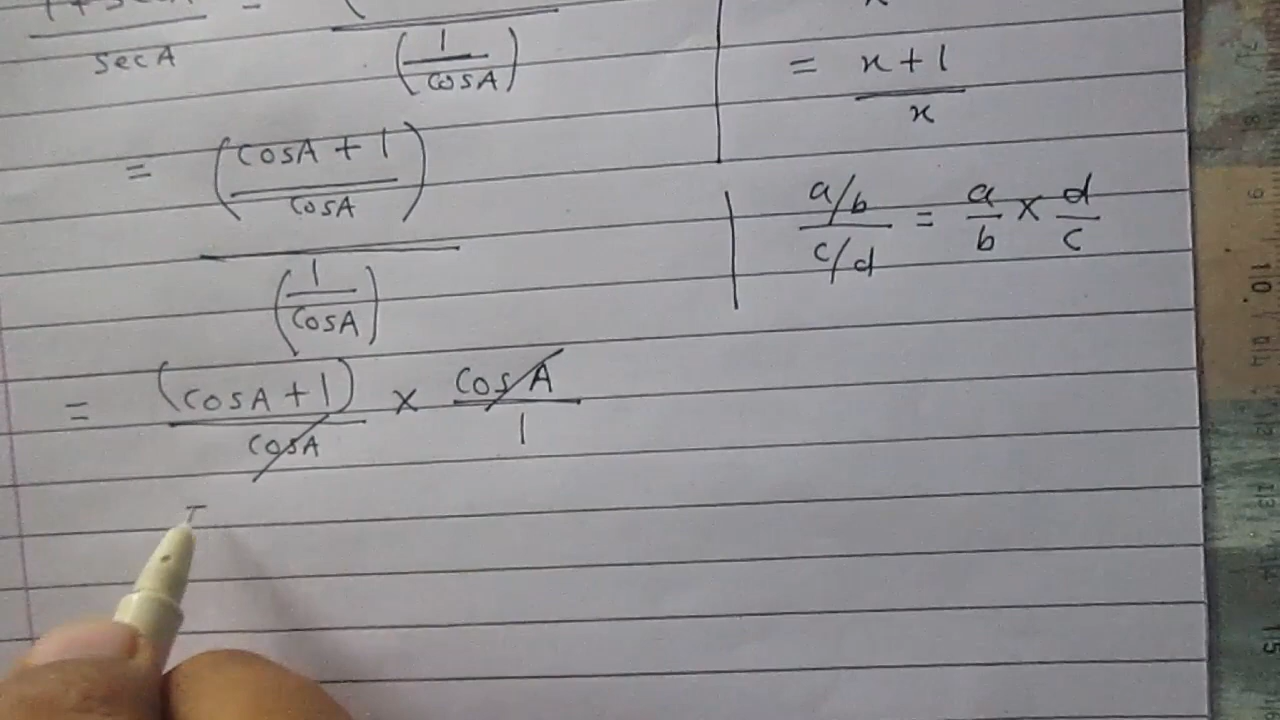 secA (1/cosA)
= x+1/x
= (cosA + 1/cosA)/(1/cosA)
a/b/c/d = a/b × d/c
= (cosA + 1)/cosA × cosA/1